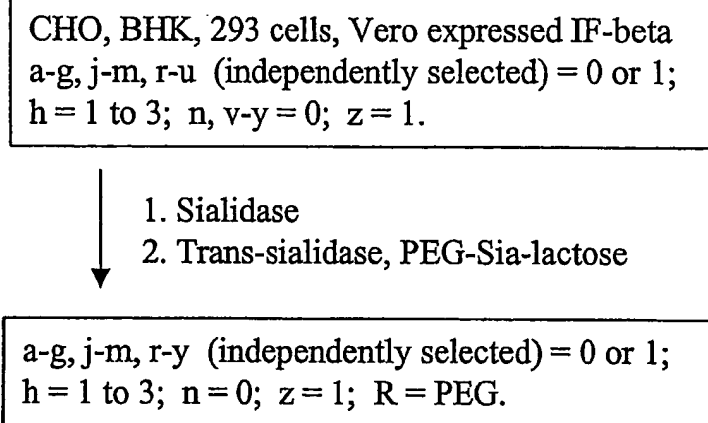 CHO, BHK, 293 cells, Vero expressed IF-beta
a-g, j-m, r-u (independently selected) = 0 or 1;
h = 1 to 3; n, v-y = 0; z = 1.
1. Sialidase
2. Trans-sialidase, PEG-Sia-lactose
a-g, j-m, r-y (independently selected) = 0 or 1;
h = 1 to 3; n = 0; z = 1; R = PEG.